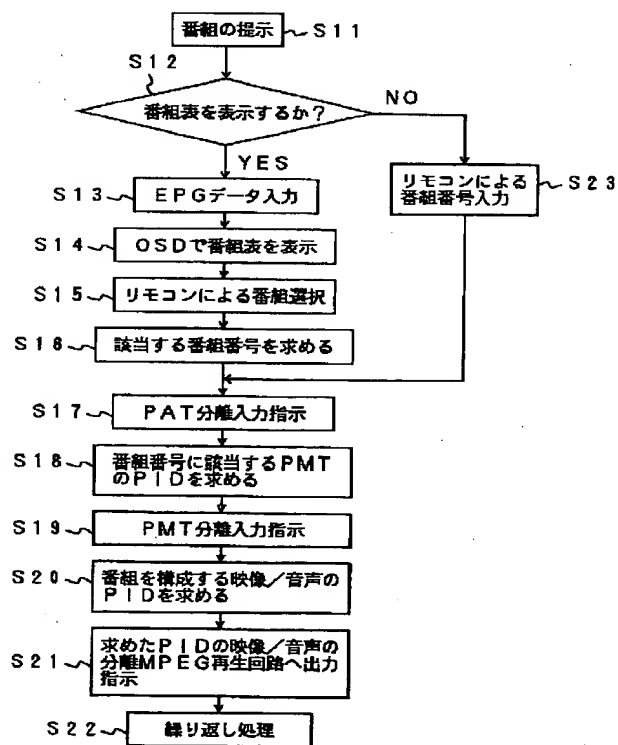 番組の提示
S11
S12
番組表を表示するか?
NO
YES
S13
EPGデータ入力
リモコンによる
番組番号入力
S23
S14
OSDで番組表を表示
S15
リモコンによる番組選択
S16
該当する番組番号を求める
S17
PAT分離入力指示
S18
番組番号に該当するPMT
のPIDを求める
S19
PMT分離入力指示
S20
番組を構成する映像/音声の
PIDを求める
S21
求めたPIDの映像/音声の
分離MPEG再生回路へ出力
指示
S22
繰り返し処理